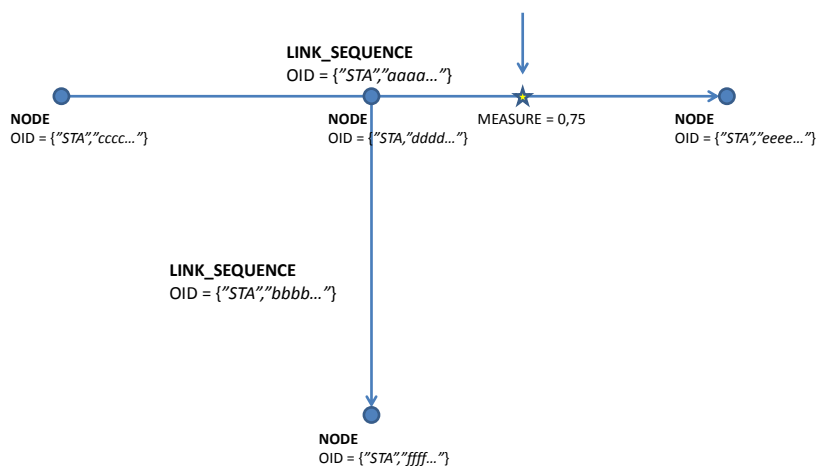 LINK_SEQUENCE
OID = {”STA”,”aaaa…”}
NODE
OID = {”STA”,”cccc…”}
NODE
OID = {”STA,”dddd…”}
MEASURE = 0,75
NODE
OID = {”STA”,”eeee…”}
LINK_SEQUENCE
OID = {”STA”,”bbbb…”}
NODE
OID = {”STA”,”ffff…”}